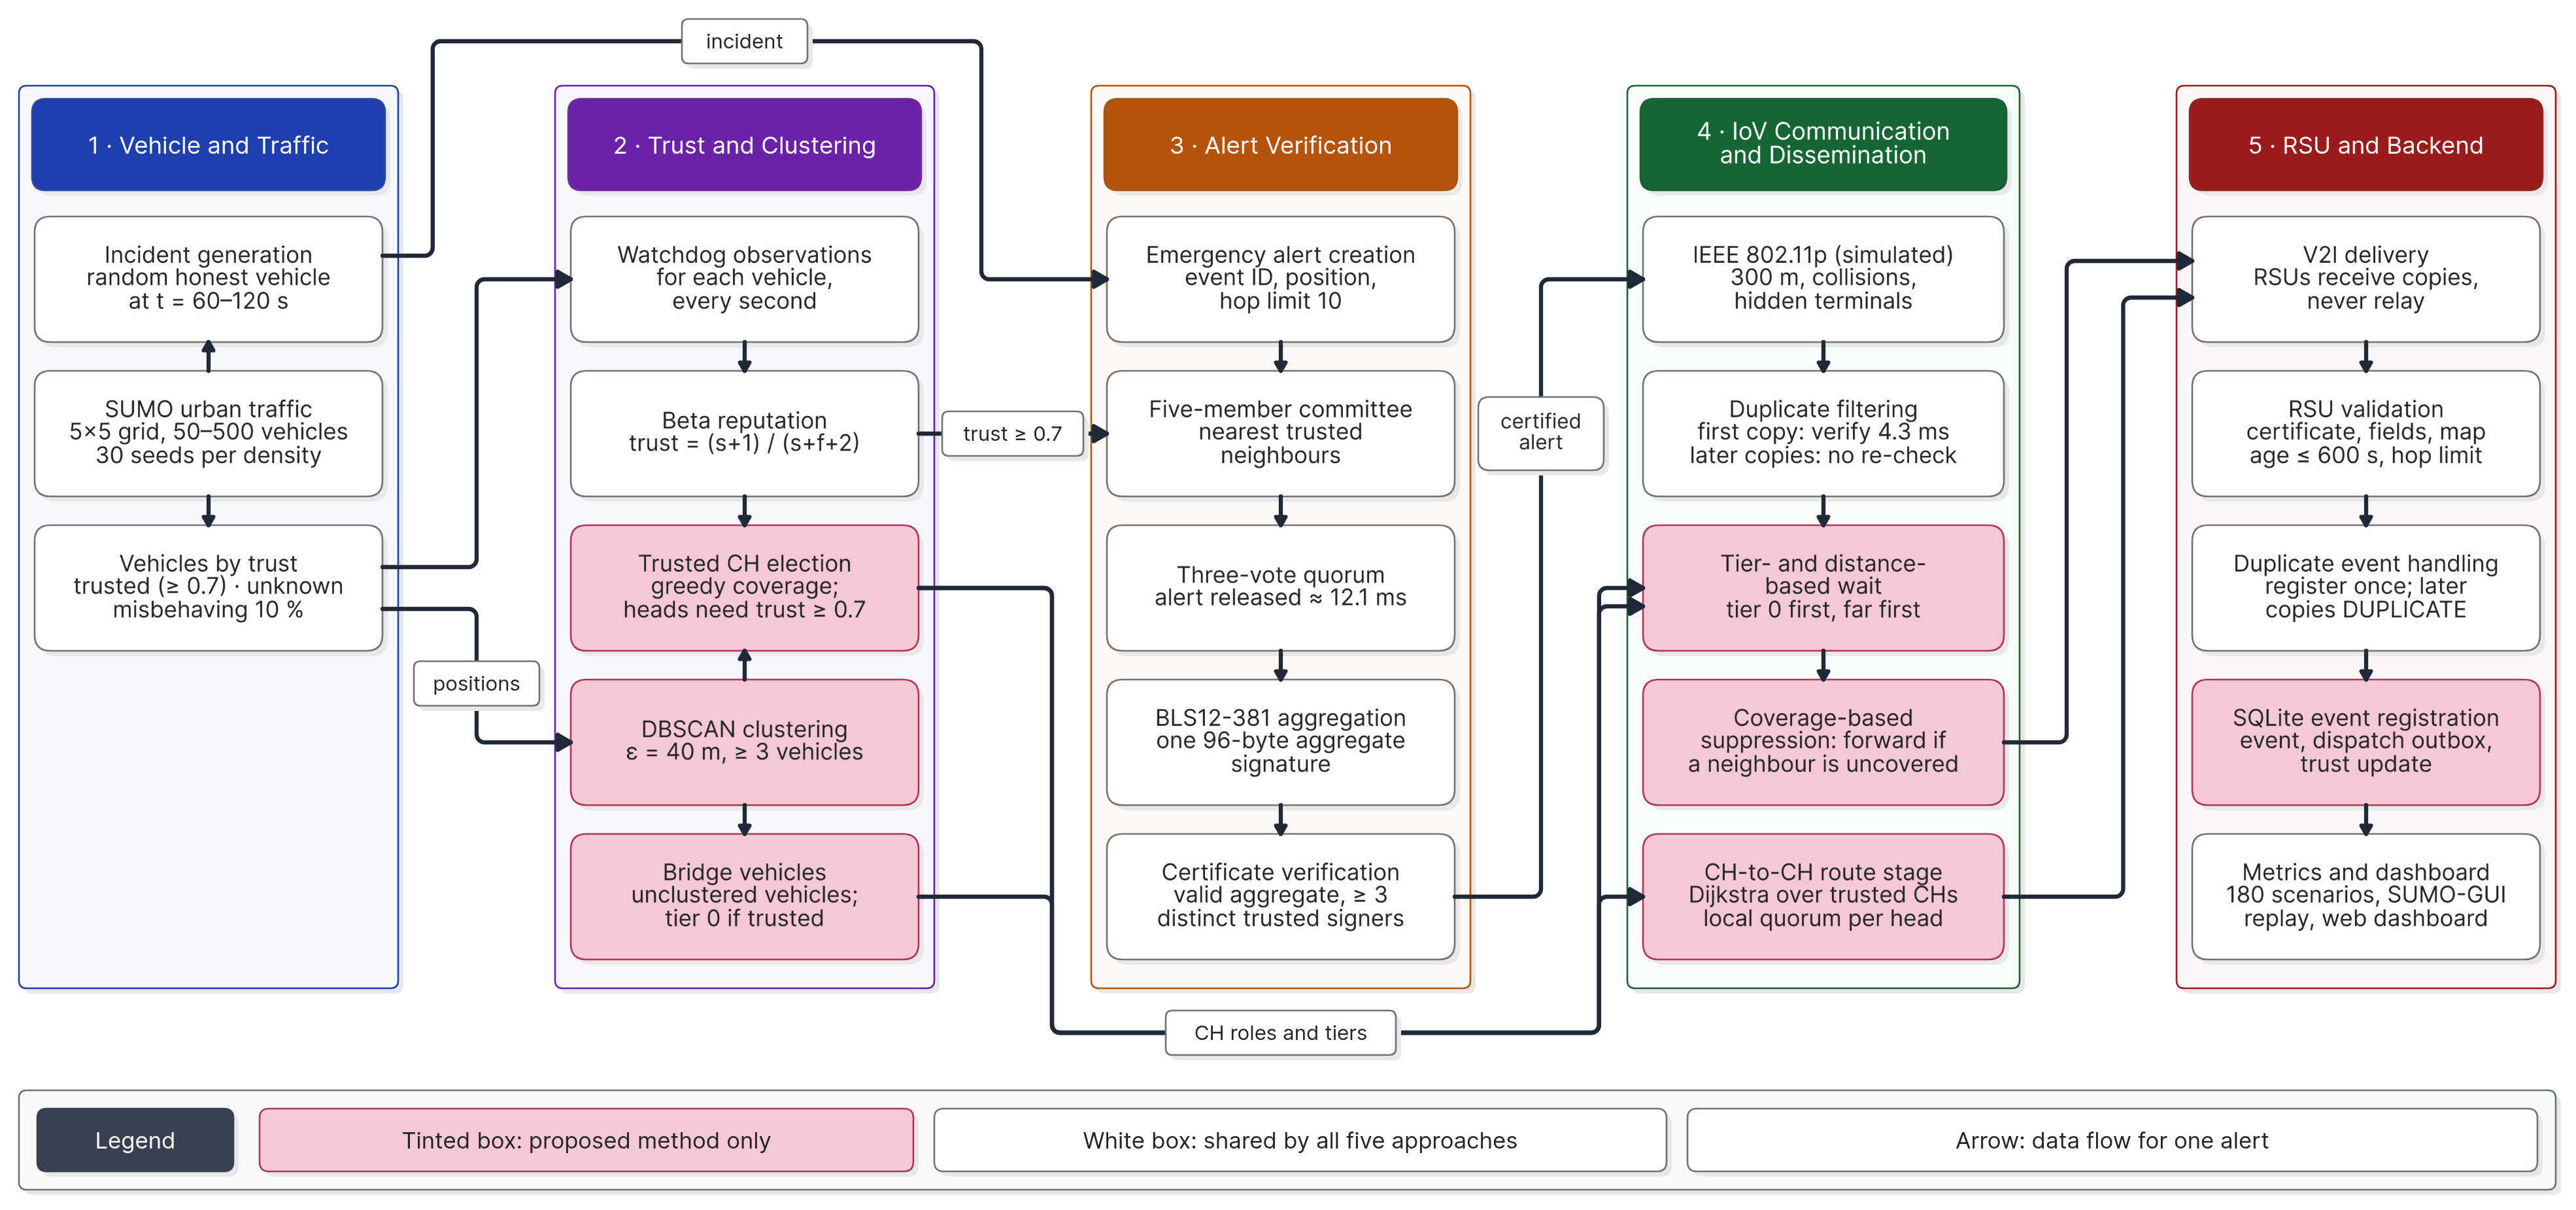 incident
1 · Vehicle and Traffic
Incident generation
random honest vehicle
at t = 60–120 s
SUMO urban traffic
5×5 grid, 50–500 vehicles
30 seeds per density
Vehicles by trust
trusted (≥ 0.7) · unknown
misbehaving 10 %
positions
2 · Trust and Clustering
Watchdog observations
for each vehicle,
every second
Beta reputation
trust = (s+1) / (s+f+2)
Trusted CH election
greedy coverage;
heads need trust ≥ 0.7
DBSCAN clustering
ε = 40 m, ≥ 3 vehicles
Bridge vehicles
unclustered vehicles;
tier 0 if trusted
trust ≥ 0.7
3 · Alert Verification
Emergency alert creation
event ID, position,
hop limit 10
Five-member committee
nearest trusted
neighbours
Three-vote quorum
alert released ≈ 12.1 ms
BLS12-381 aggregation
one 96-byte aggregate
signature
Certificate verification
valid aggregate, ≥ 3
distinct trusted signers
certified
alert
CH roles and tiers
4 · IoV Communication
and Dissemination
IEEE 802.11p (simulated)
300 m, collisions,
hidden terminals
Duplicate filtering
first copy: verify 4.3 ms
later copies: no re-check
Tier- and distance-
based wait
tier 0 first, far first
Coverage-based
suppression: forward if
a neighbour is uncovered
CH-to-CH route stage
Dijkstra over trusted CHs
local quorum per head
5 · RSU and Backend
V2I delivery
RSUs receive copies,
never relay
RSU validation
certificate, fields, map
age ≤ 600 s, hop limit
Duplicate event handling
register once; later
copies DUPLICATE
SQLite event registration
event, dispatch outbox,
trust update
Metrics and dashboard
180 scenarios, SUMO-GUI
replay, web dashboard
Legend
Tinted box: proposed method only
White box: shared by all five approaches
Arrow: data flow for one alert